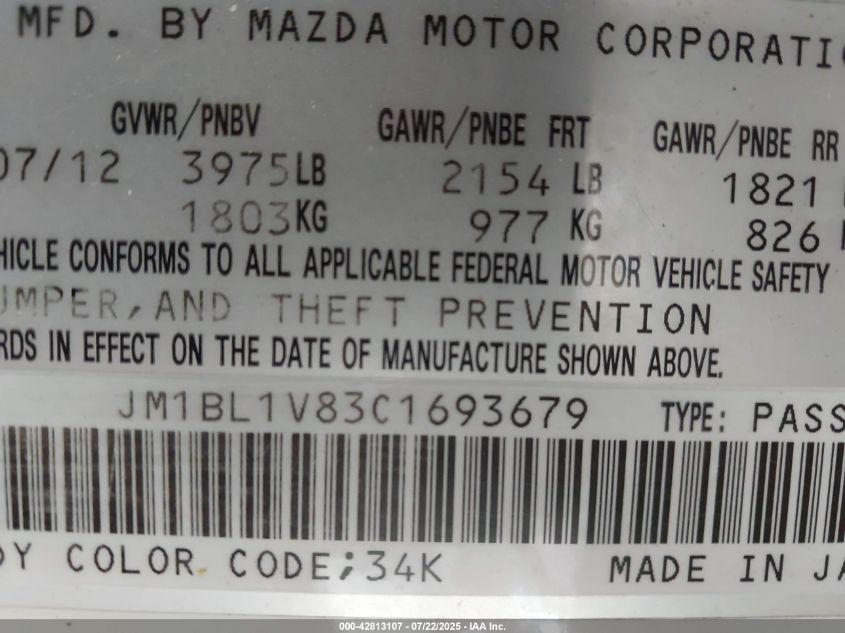 MFD. BY MAZDA MOTOR CORPORATIO
GVWR/PNBV GAWR/PNBE FRT GAWR/PNBE RR
07/12 3975LB 2154 LB 1821
1803KG 977 KG 826
HICLE CONFORMS TO ALL APPLICABLE FEDERAL MOTOR VEHICLE SAFETY
UMPER,AND THEFT PREVENTION
RDS IN EFFECT ON THE DATE OF MANUFACTURE SHOWN ABOVE.
JM1BL1V83C1693679 TYPE: PASS
DY COLOR CODE;34K MADE IN JA
000-42813107 - 07/22/2025 - IAA Inc.